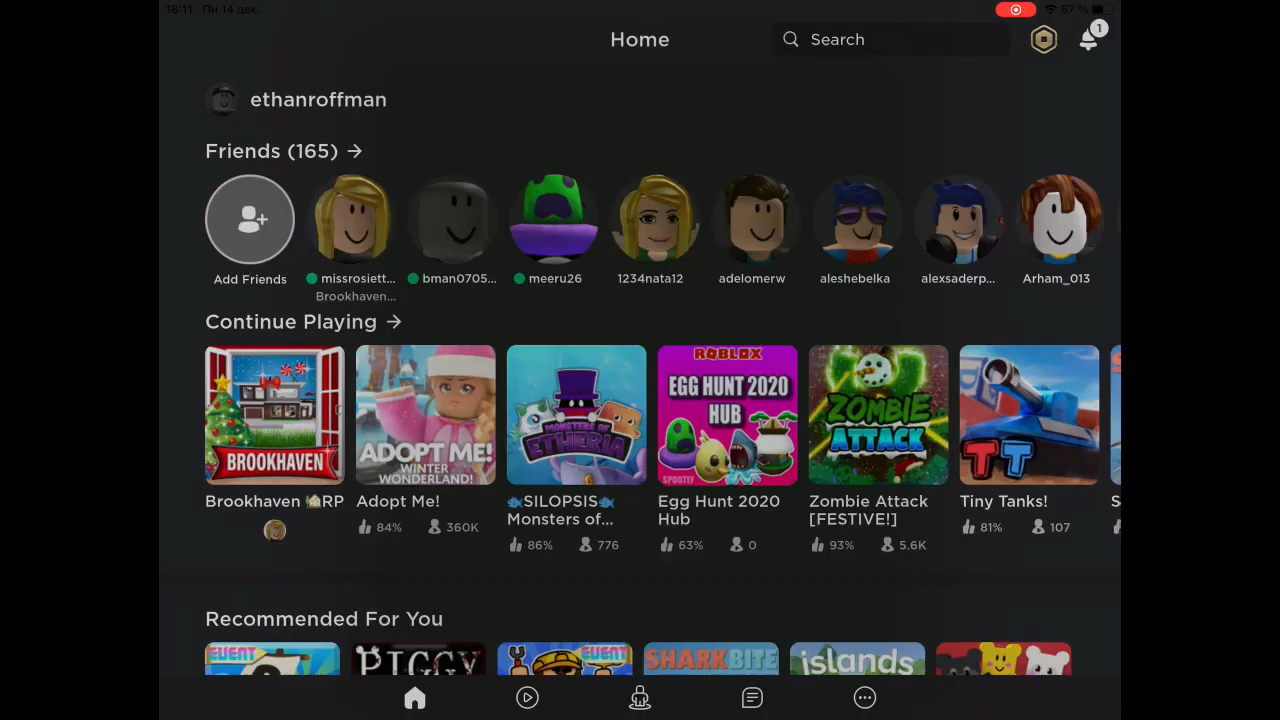 18:11 Пн 14 дек.
57 %
Home
Search
1
ethanroffman
Friends (165)
Add Friends
missrosiett...
Brookhaven...
bman0705...
meeru26
1234nata12
adelomerw
aleshebelka
alexsaderp...
Arham_013
Continue Playing
BROOKHAVEN
ADOPT ME!
WINTER
WONDERLAND!
MONSTERS OF
ETHERIA
ROBLOX
EGG HUNT 2020
HUB
SPOOTLY
ZOMBIE
ATTACK
TT
Brookhaven 🏡RP
Adopt Me!
84% 360K
🐟SILOPSIS🐟
Monsters of...
86% 776
Egg Hunt 2020
Hub
63% 0
Zombie Attack
[FESTIVE!]
93% 5.6K
Tiny Tanks!
81% 107
S
Recommended For You
EVENT
PIGGY
EVENT
SHARKBITE
islands